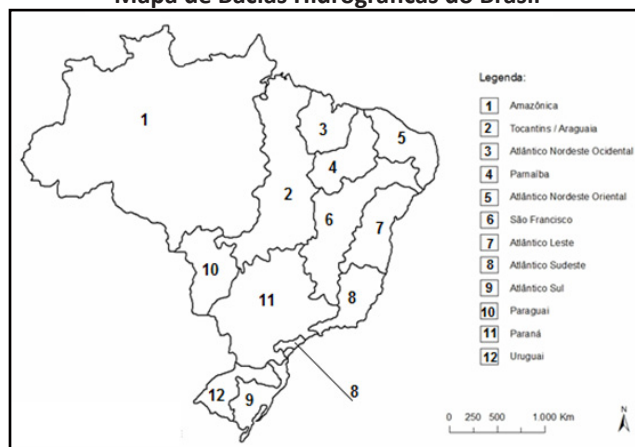 Mapa de Bacias Hidrográficas do Brasil
1
2
3
4
5
6
7
8
9
10
11
12
8
Legenda:
1 Amazônica
2 Tocantins / Araguaia
3 Atlântico Nordeste Ocidental
4 Parnaíba
5 Atlântico Nordeste Oriental
6 São Francisco
7 Atlântico Leste
8 Atlântico Sudeste
9 Atlântico Sul
10 Paraguai
11 Paraná
12 Uruguai
0 250 500 1.000 Km
N